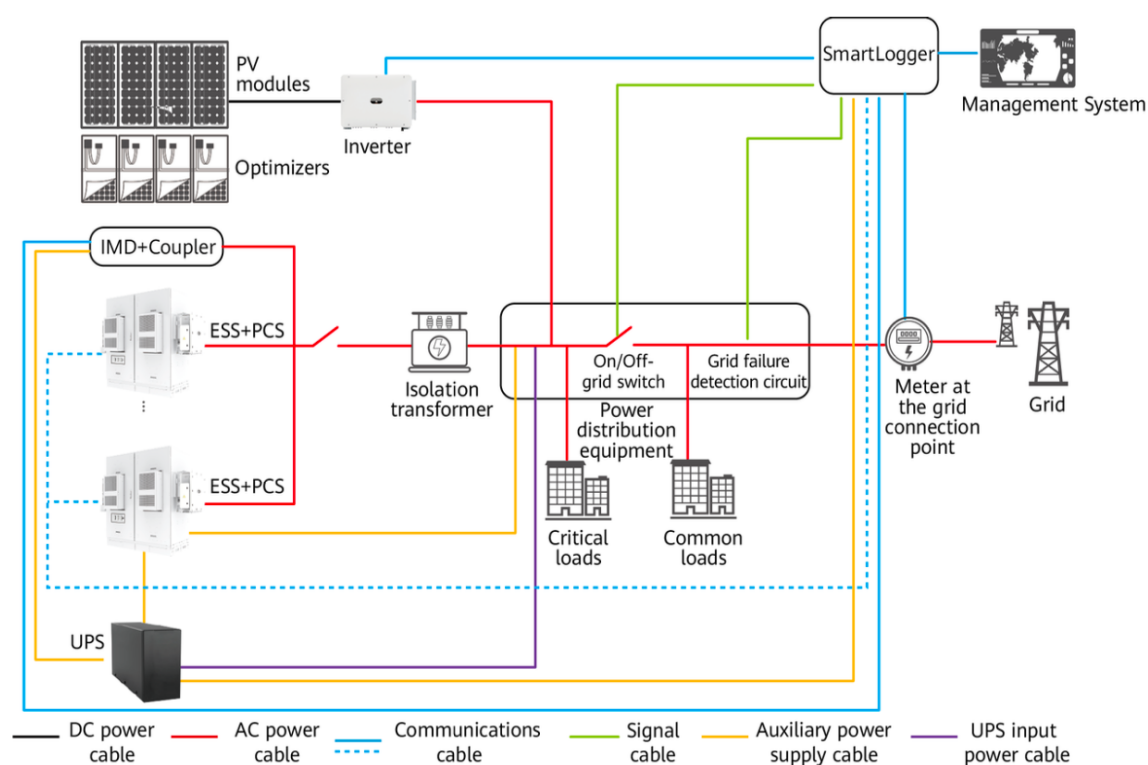 PV
modules
Inverter
Optimizers
SmartLogger
Management System
IMD+Coupler
ESS+PCS
Isolation
transformer
On/Off-
grid switch
Grid failure
detection circuit
Power
distribution
equipment
Meter at
the grid
connection
point
Grid
ESS+PCS
Critical
loads
Common
loads
UPS
DC power
cable
AC power
cable
Communications
cable
Signal
cable
Auxiliary power
supply cable
UPS input
power cable